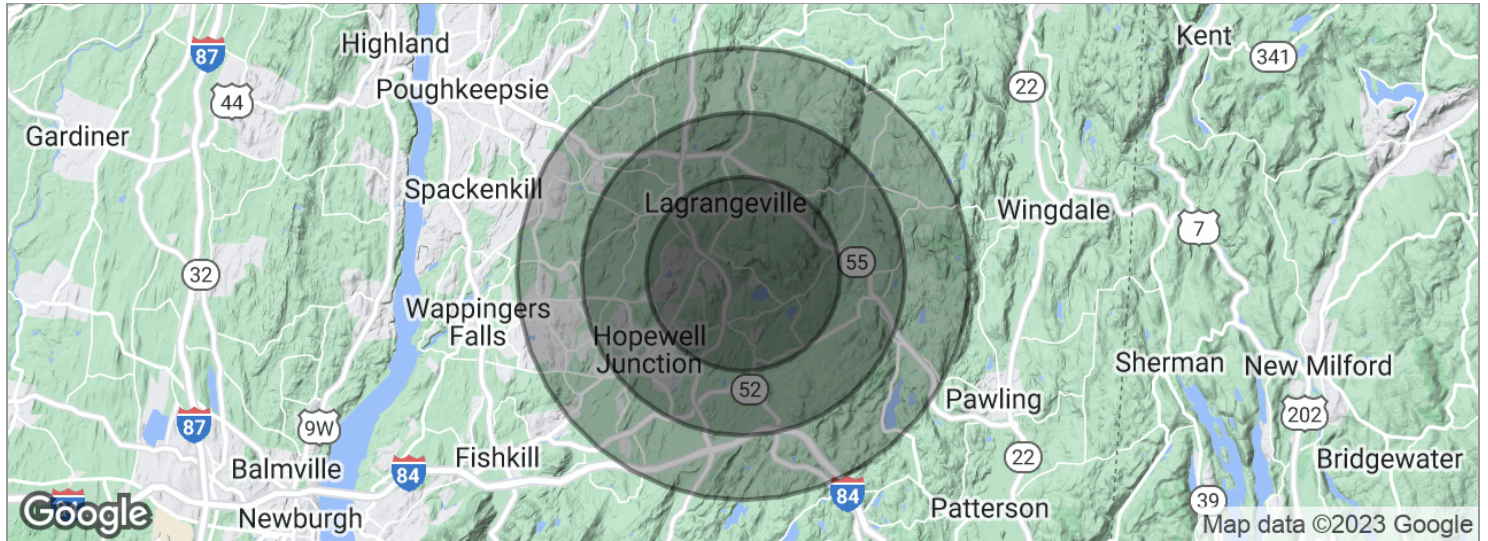 Kent
Highland
87
341
22
Poughkeepsie
44
Gardiner
Spackenkill
Lagrangeville
Wingdale
7
55
32
Wappingers
Falls
Hopewell
Junction
Sherman
New Milford
52
Pawling
202
87
9W
Fishkill
22
Bridgewater
Balmville
84
84
39
Patterson
Newburgh
Google
Map data ©2023 Google